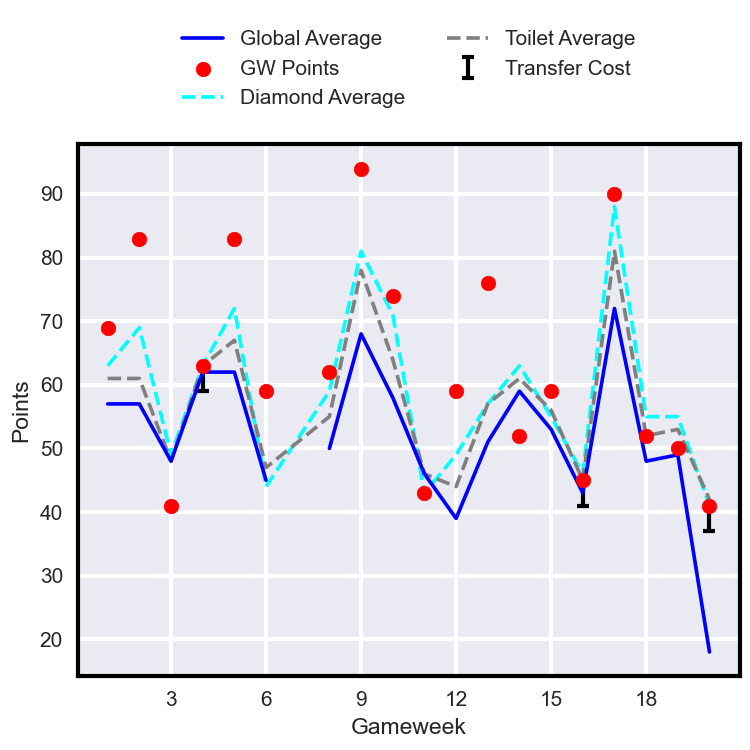 Global Average
GW Points
Diamond Average
Toilet Average
Transfer Cost
Points
90
80
70
60
50
40
30
20
3 6 9 12 15 18
Gameweek